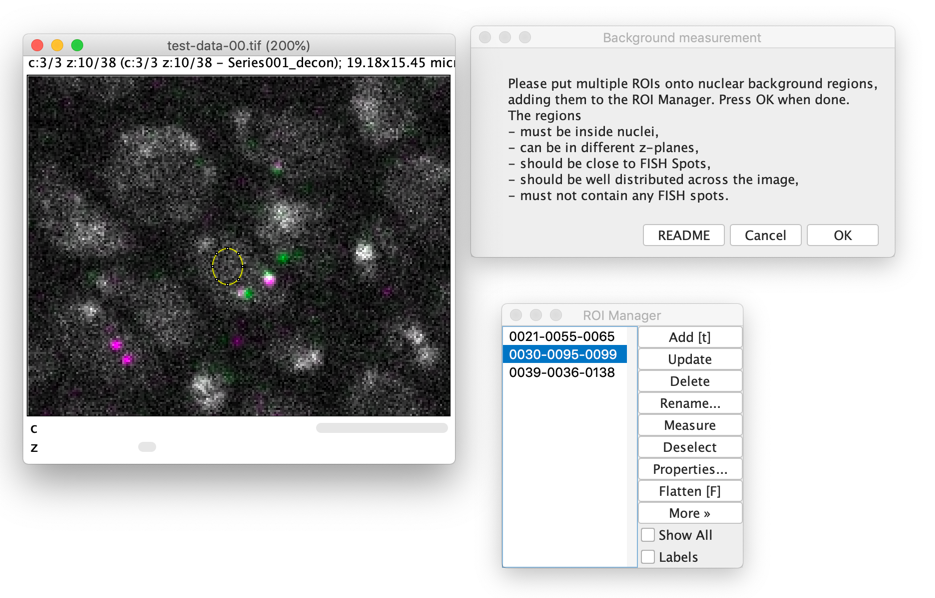 test-data-00.tif (200%)
c:3/3 z:10/38 (c:3/3 z:10/38 - Series001_decon); 19.18x15.45 micr
c
z
Background measurement
Please put multiple ROIs onto nuclear background regions,
adding them to the ROI Manager. Press OK when done.
The regions
– must be inside nuclei,
– can be in different z-planes,
– should be close to FISH Spots,
– should be well distributed across the image,
– must not contain any FISH spots.
README Cancel OK
ROI Manager
0021-0055-0065
0030-0095-0099
0039-0036-0138
Add [t]
Update
Delete
Rename...
Measure
Deselect
Properties...
Flatten [F]
More »
Show All
Labels